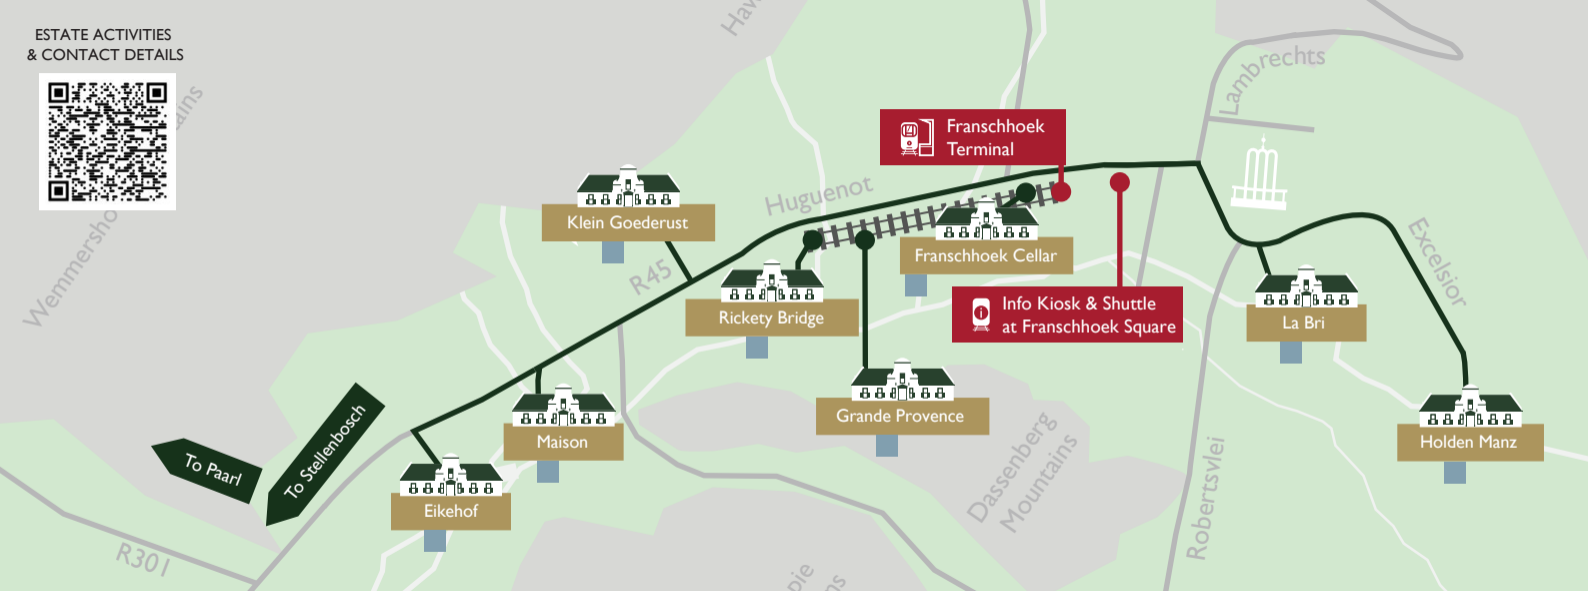 ESTATE ACTIVITIES
& CONTACT DETAILS
Lambrechts
Franschhoek
Terminal
Huguenot
Klein Goederust
R45
Franschhoek Cellar
Excelsior
Rickety Bridge
Info Kiosk & Shuttle
at Franschhoek Square
La Bri
Grande Provence
Maison
Holden Manz
Dassenberg
Mountains
To Stellenbosch
To Paarl
Eikehof
Robertsvlei
R301